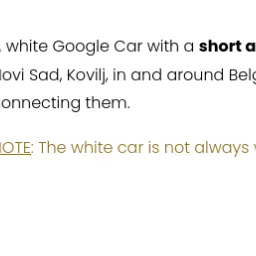 white Google Car with a short a
Novi Sad, Kovilj, in and around Belg
connecting them.
NOTE: The white car is not always